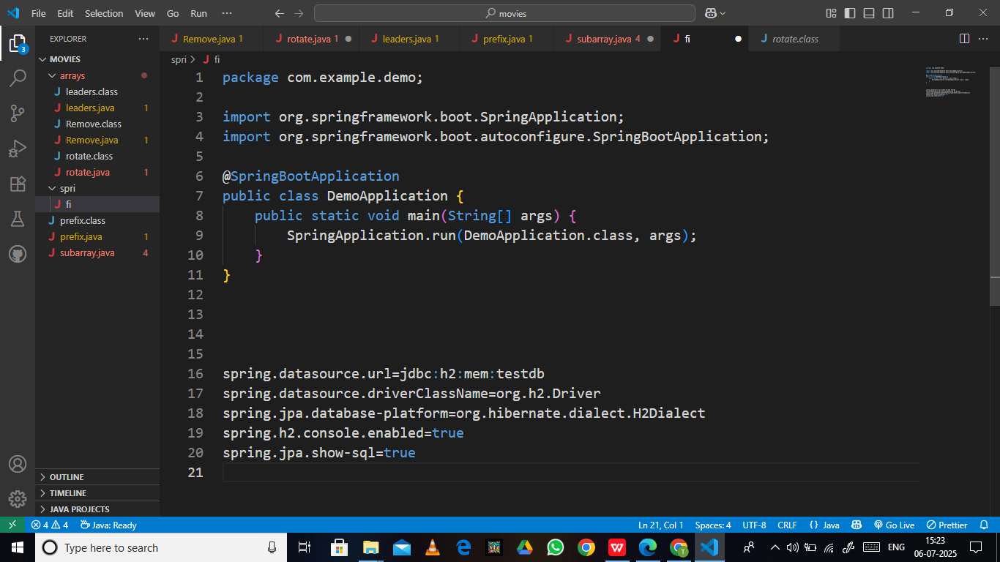 File Edit Selection View Go Run ··· movies
EXPLORER ···
Remove.java 1 rotate.java 1 leaders.java 1 prefix.java 1 subarray.java 4 fi rotate.class ···
3
MOVIES
arrays
leaders.class
leaders.java 1
Remove.class
Remove.java 1
rotate.class
rotate.java 1
spri
fi
prefix.class
prefix.java 1
subarray.java 4
OUTLINE
TIMELINE
JAVA PROJECTS
spri > fi
1 package com.example.demo;
2
3 import org.springframework.boot.SpringApplication;
4 import org.springframework.boot.autoconfigure.SpringBootApplication;
5
6 @SpringBootApplication
7 public class DemoApplication {
8     public static void main(String[] args) {
9         SpringApplication.run(DemoApplication.class, args);
10     }
11 }
12
13
14
15
16 spring.datasource.url=jdbc:h2:mem:testdb
17 spring.datasource.driverClassName=org.h2.Driver
18 spring.jpa.database-platform=org.hibernate.dialect.H2Dialect
19 spring.h2.console.enabled=true
20 spring.jpa.show-sql=true
21
4 4 Java: Ready Ln 21, Col 1 Spaces: 4 UTF-8 CRLF {} Java Go Live Prettier
Type here to search ENG 15:23
06-07-2025